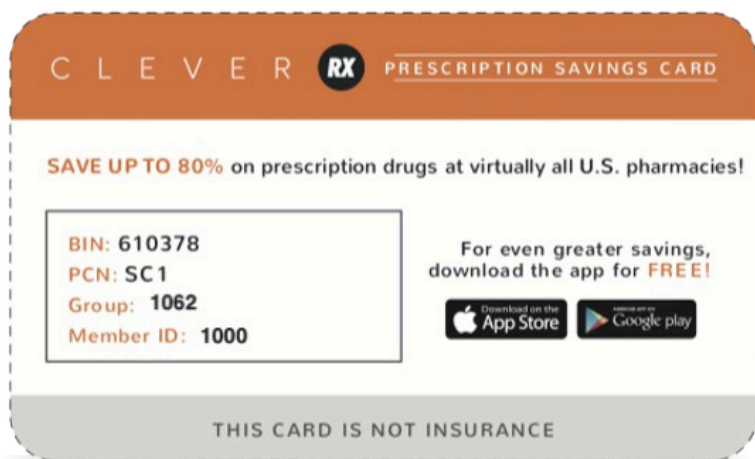 CLEVER RX PRESCRIPTION SAVINGS CARD
SAVE UP TO 80% on prescription drugs at virtually all U.S. pharmacies!
BIN: 610378
PCN: SC1
Group: 1062
Member ID: 1000
For even greater savings,
download the app for FREE!
Download on the
App Store
Google play
THIS CARD IS NOT INSURANCE